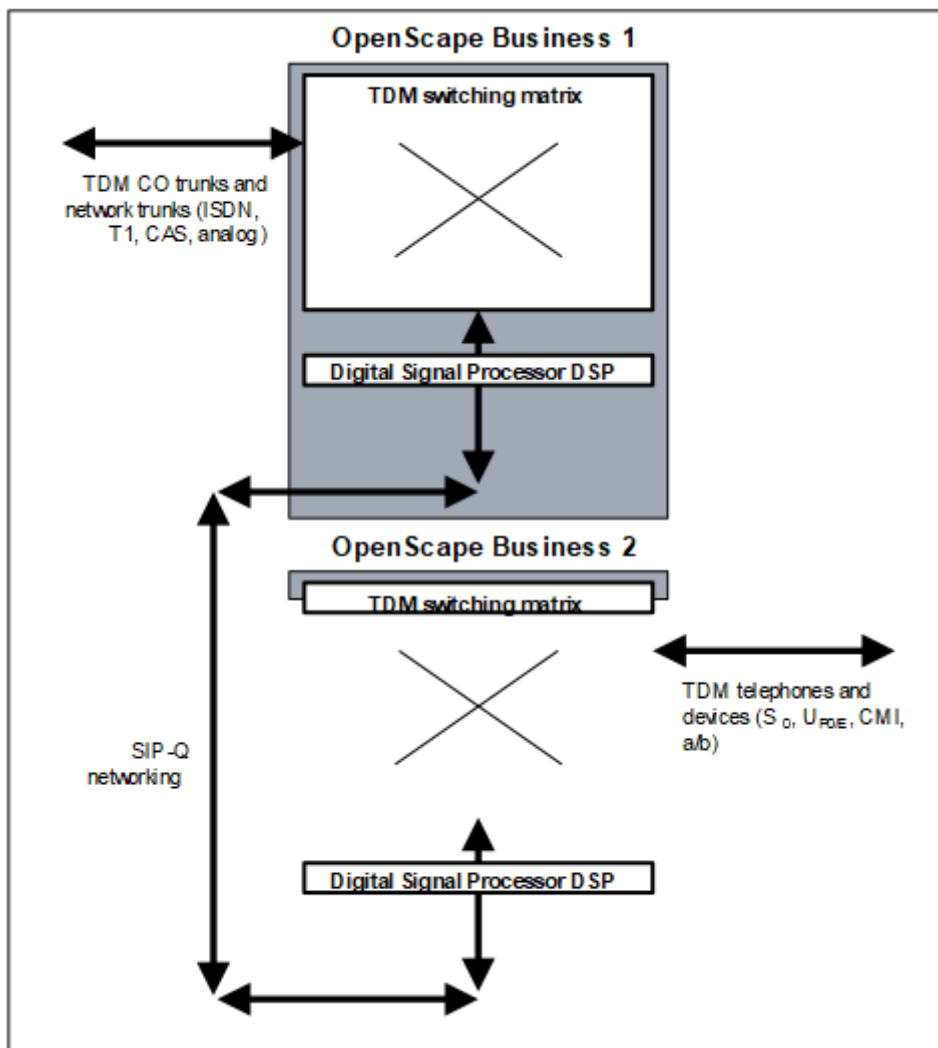 OpenScape Business 1
TDM switching matrix
TDM CO trunks and
network trunks (ISDN,
T1, CAS, analog)
Digital Signal Processor DSP
OpenScape Business 2
TDM switching matrix
TDM telephones and
devices (S₀, U_P0/E, CMI,
a/b)
SIP-Q
networking
Digital Signal Processor DSP